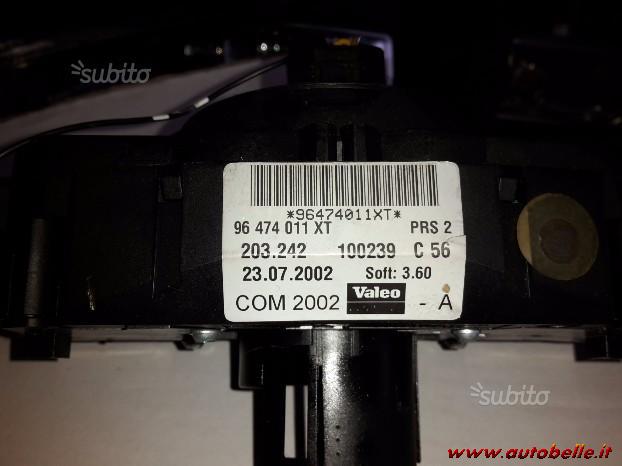 subito
*96474011XT*
96 474 011 XT PRS 2
203.242 100239 C 56
23.07.2002 Soft: 3.60
COM 2002 Valeo - A
subito
www.autobelle.it